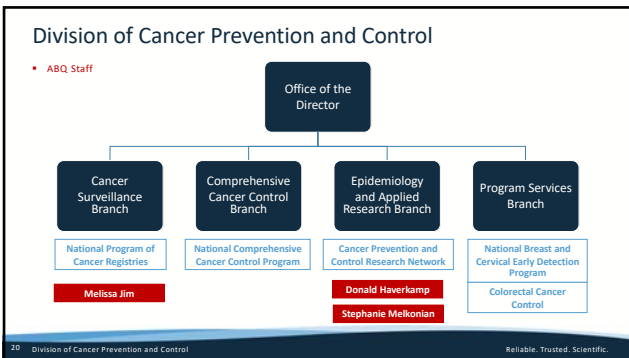 Division of Cancer Prevention and Control
• ABQ Staff
Office of the
Director
Cancer
Surveillance
Branch
Comprehensive
Cancer Control
Branch
Epidemiology
and Applied
Research Branch
Program Services
Branch
National Program of
Cancer Registries
National Comprehensive
Cancer Control Program
Cancer Prevention and
Control Research Network
National Breast and
Cervical Early Detection
Program
Colorectal Cancer
Control
Melissa Jim
Donald Haverkamp
Stephanie Melkonian
20 Division of Cancer Prevention and Control
Reliable. Trusted. Scientific.